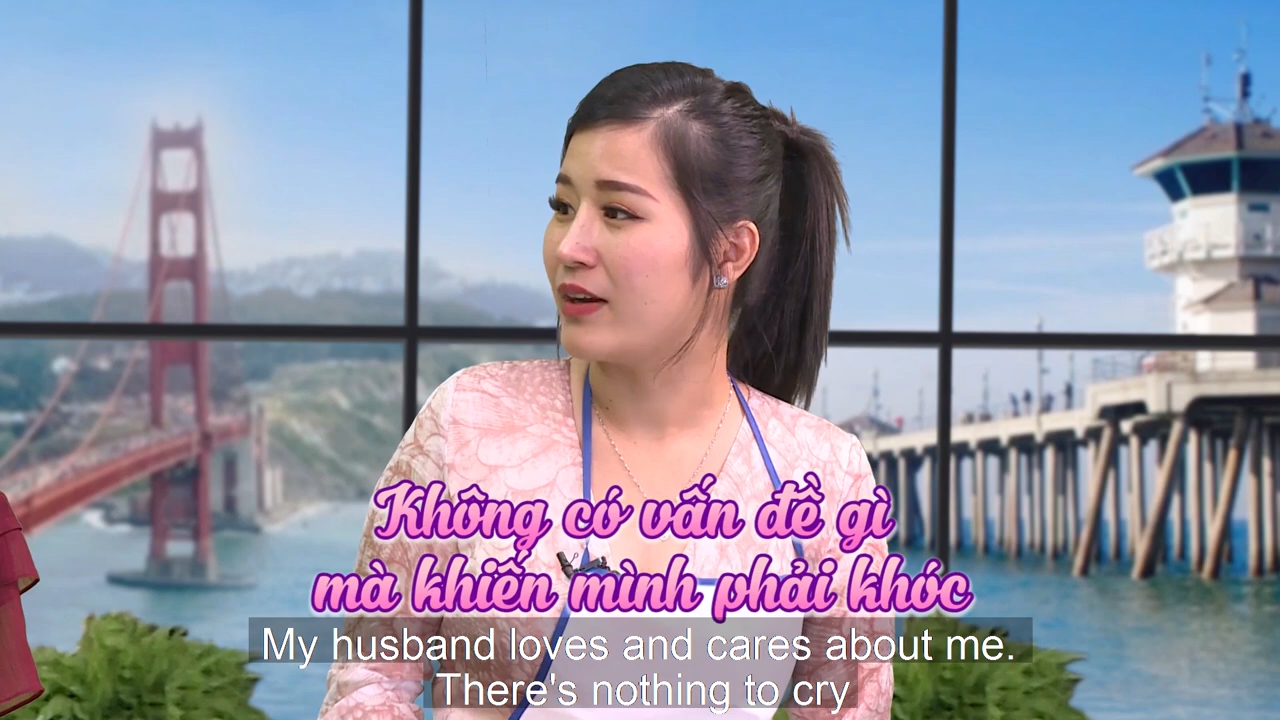 Không có vấn đề gì
mà khiến mình phải khóc
My husband loves and cares about me.
There's nothing to cry